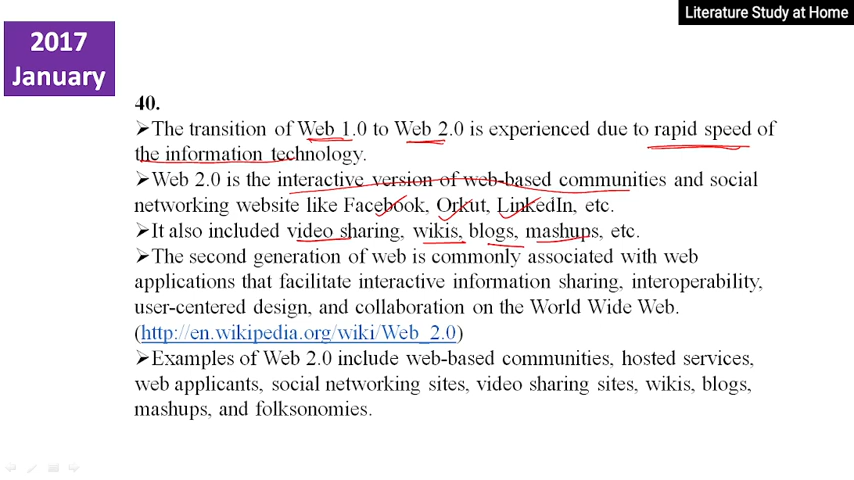 Literature Study at Home
2017
January
40.
➢The transition of Web 1.0 to Web 2.0 is experienced due to rapid speed of
the information technology.
➢Web 2.0 is the interactive version of web-based communities and social
networking website like Facebook, Orkut, LinkedIn, etc.
➢It also included video sharing, wikis, blogs, mashups, etc.
➢The second generation of web is commonly associated with web
applications that facilitate interactive information sharing, interoperability,
user-centered design, and collaboration on the World Wide Web.
(http://en.wikipedia.org/wiki/Web_2.0)
➢Examples of Web 2.0 include web-based communities, hosted services,
web applicants, social networking sites, video sharing sites, wikis, blogs,
mashups, and folksonomies.